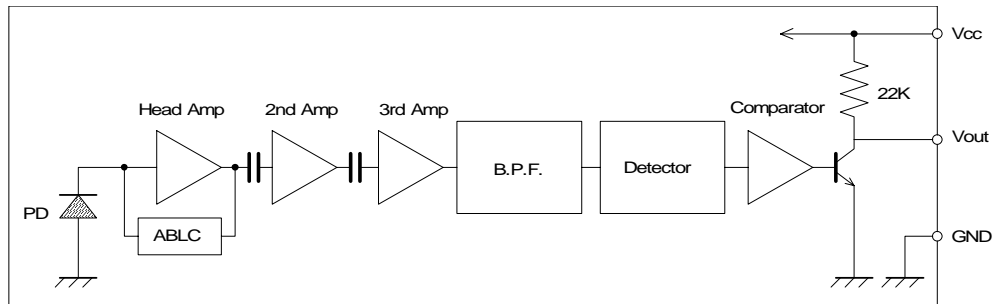 Vcc
22K
Head Amp
2nd Amp
3rd Amp
Comparator
Vout
B.P.F.
Detector
PD
ABLC
GND